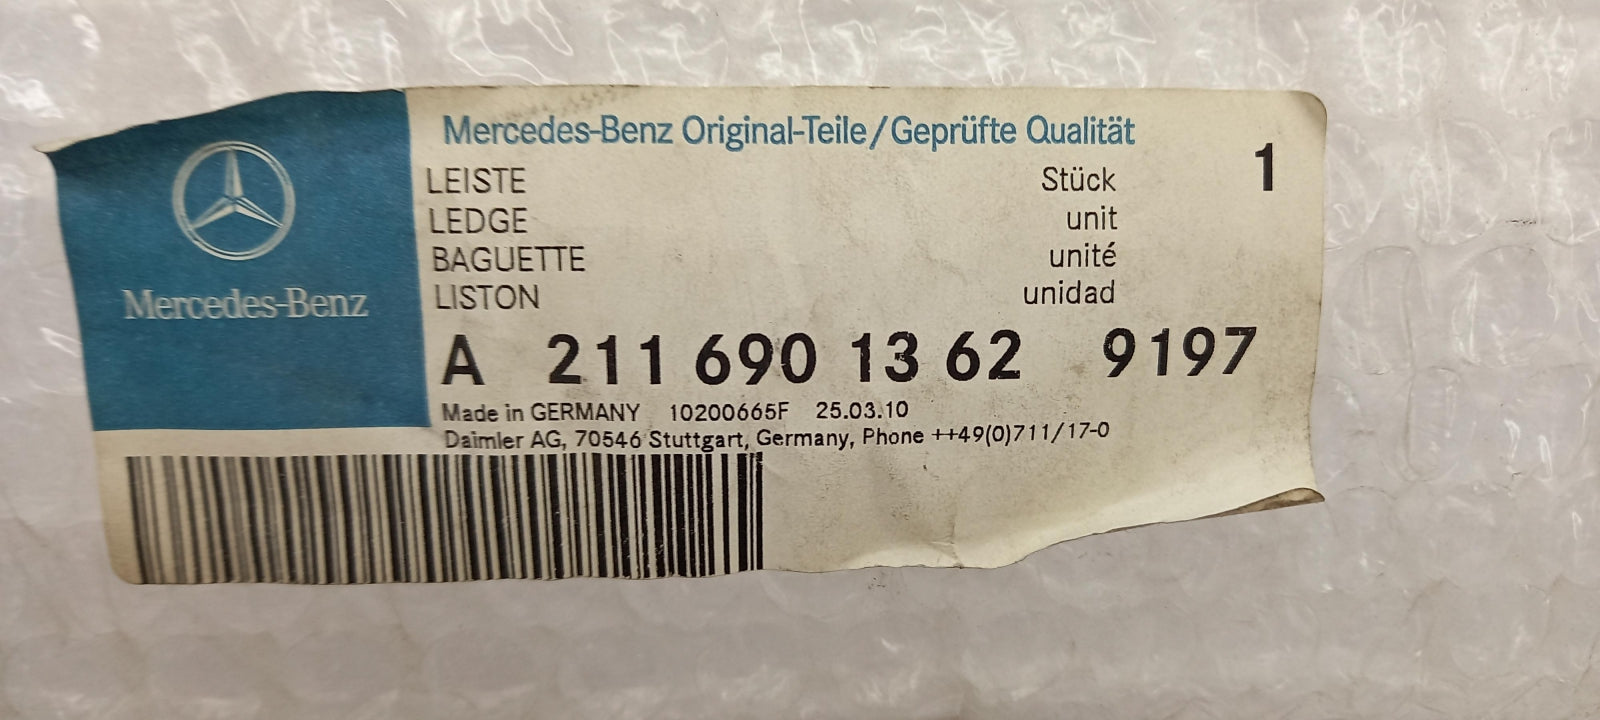 Mercedes-Benz
Mercedes-Benz Original-Teile/Geprüfte Qualität
LEISTE Stück 1
LEDGE unit
BAGUETTE unité
LISTON unidad
A 211 690 13 62 9197
Made in GERMANY 10200665F 25.03.10
Daimler AG, 70546 Stuttgart, Germany, Phone ++49(0)711/17-0